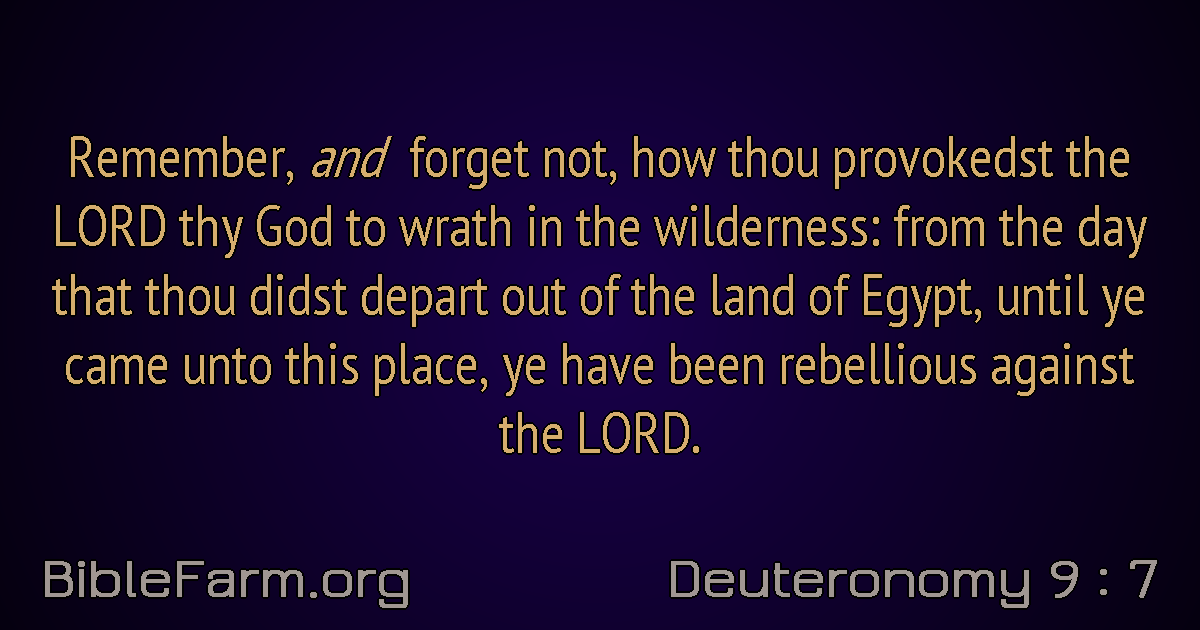 Remember, and forget not, how thou provokedst the
LORD thy God to wrath in the wilderness: from the day
that thou didst depart out of the land of Egypt, until ye
came unto this place, ye have been rebellious against
the LORD.
BibleFarm.org
Deuteronomy 9 : 7